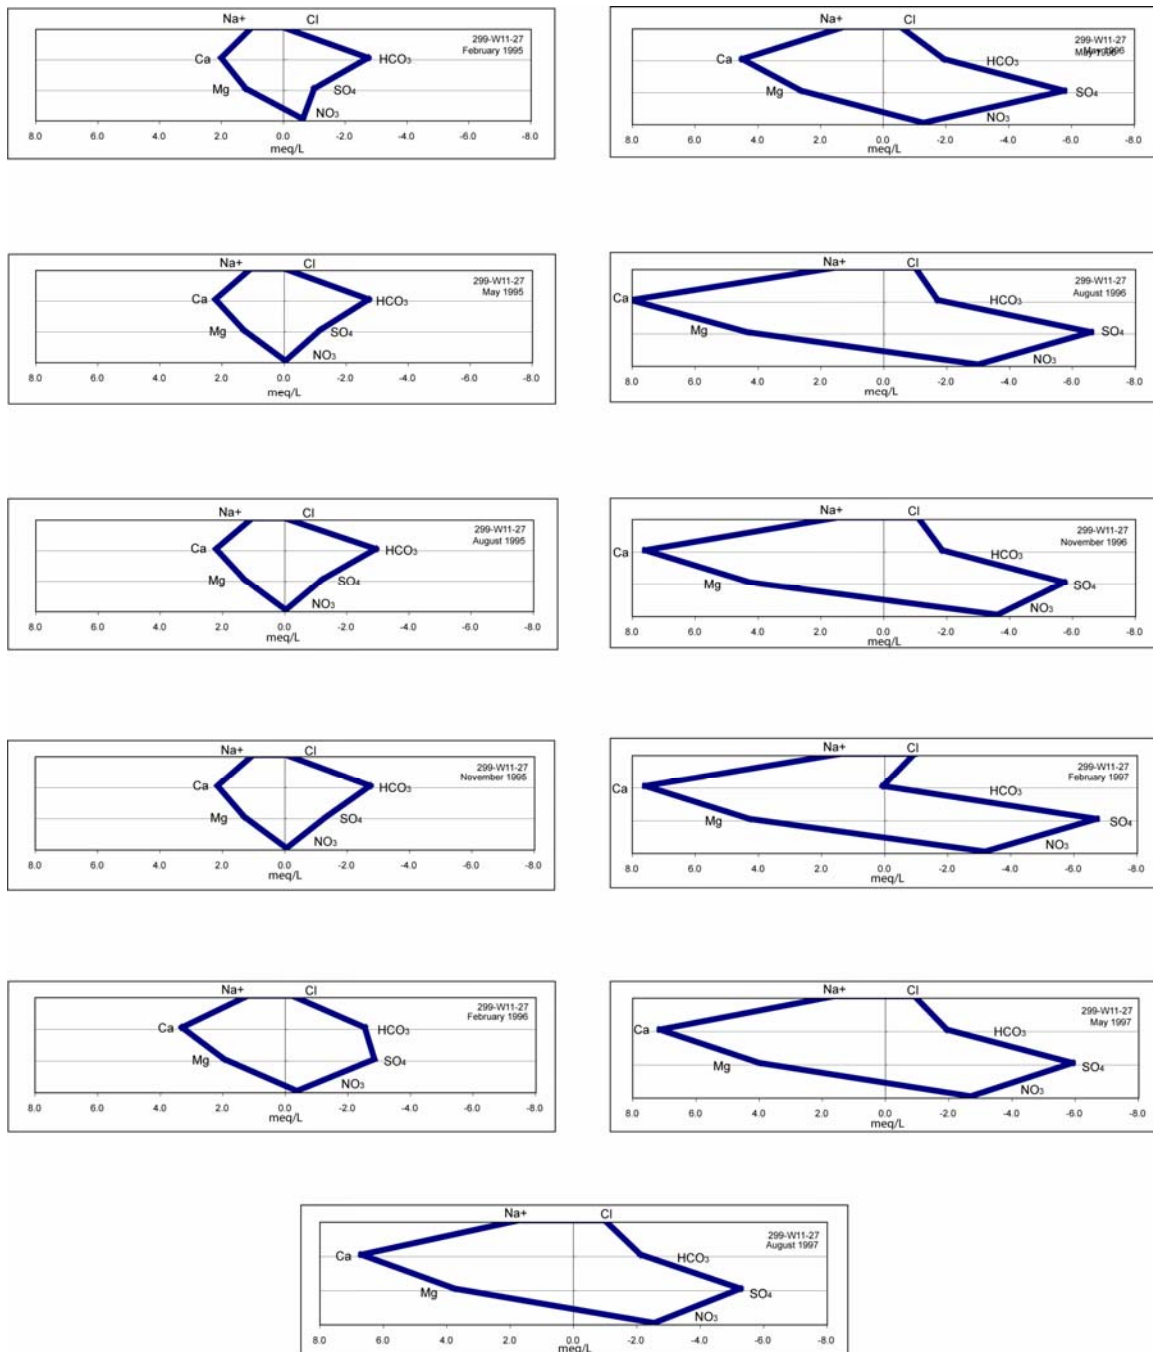 Na+ Cl
299-W11-27
February 1995
Ca HCO₃
Mg SO₄
NO₃
8.0 6.0 4.0 2.0 0.0 -2.0 -4.0 -6.0 -8.0
meq/L
Na+ Cl
299-W11-27
May 1995
Ca HCO₃
Mg SO₄
NO₃
8.0 6.0 4.0 2.0 0.0 -2.0 -4.0 -6.0 -8.0
meq/L
Na+ Cl
299-W11-27
August 1995
Ca HCO₃
Mg SO₄
NO₃
8.0 6.0 4.0 2.0 0.0 -2.0 -4.0 -6.0 -8.0
meq/L
Na+ Cl
299-W11-27
November 1995
Ca HCO₃
Mg SO₄
NO₃
8.0 6.0 4.0 2.0 0.0 -2.0 -4.0 -6.0 -8.0
meq/L
Na+ Cl
299-W11-27
February 1996
Ca HCO₃
Mg SO₄
NO₃
8.0 6.0 4.0 2.0 0.0 -2.0 -4.0 -6.0 -8.0
meq/L
Na+ Cl
299-W11-27
May 1996
Ca HCO₃
Mg SO₄
NO₃
8.0 6.0 4.0 2.0 0.0 -2.0 -4.0 -6.0 -8.0
meq/L
Na+ Cl
299-W11-27
August 1996
Ca HCO₃
Mg SO₄
NO₃
8.0 6.0 4.0 2.0 0.0 -2.0 -4.0 -6.0 -8.0
meq/L
Na+ Cl
299-W11-27
November 1996
Ca HCO₃
Mg SO₄
NO₃
8.0 6.0 4.0 2.0 0.0 -2.0 -4.0 -6.0 -8.0
meq/L
Na+ Cl
299-W11-27
February 1997
Ca HCO₃
Mg SO₄
NO₃
8.0 6.0 4.0 2.0 0.0 -2.0 -4.0 -6.0 -8.0
meq/L
Na+ Cl
299-W11-27
May 1997
Ca HCO₃
Mg SO₄
NO₃
8.0 6.0 4.0 2.0 0.0 -2.0 -4.0 -6.0 -8.0
meq/L
Na+ Cl
299-W11-27
August 1997
Ca HCO₃
Mg SO₄
NO₃
8.0 6.0 4.0 2.0 0.0 -2.0 -4.0 -6.0 -8.0
meq/L